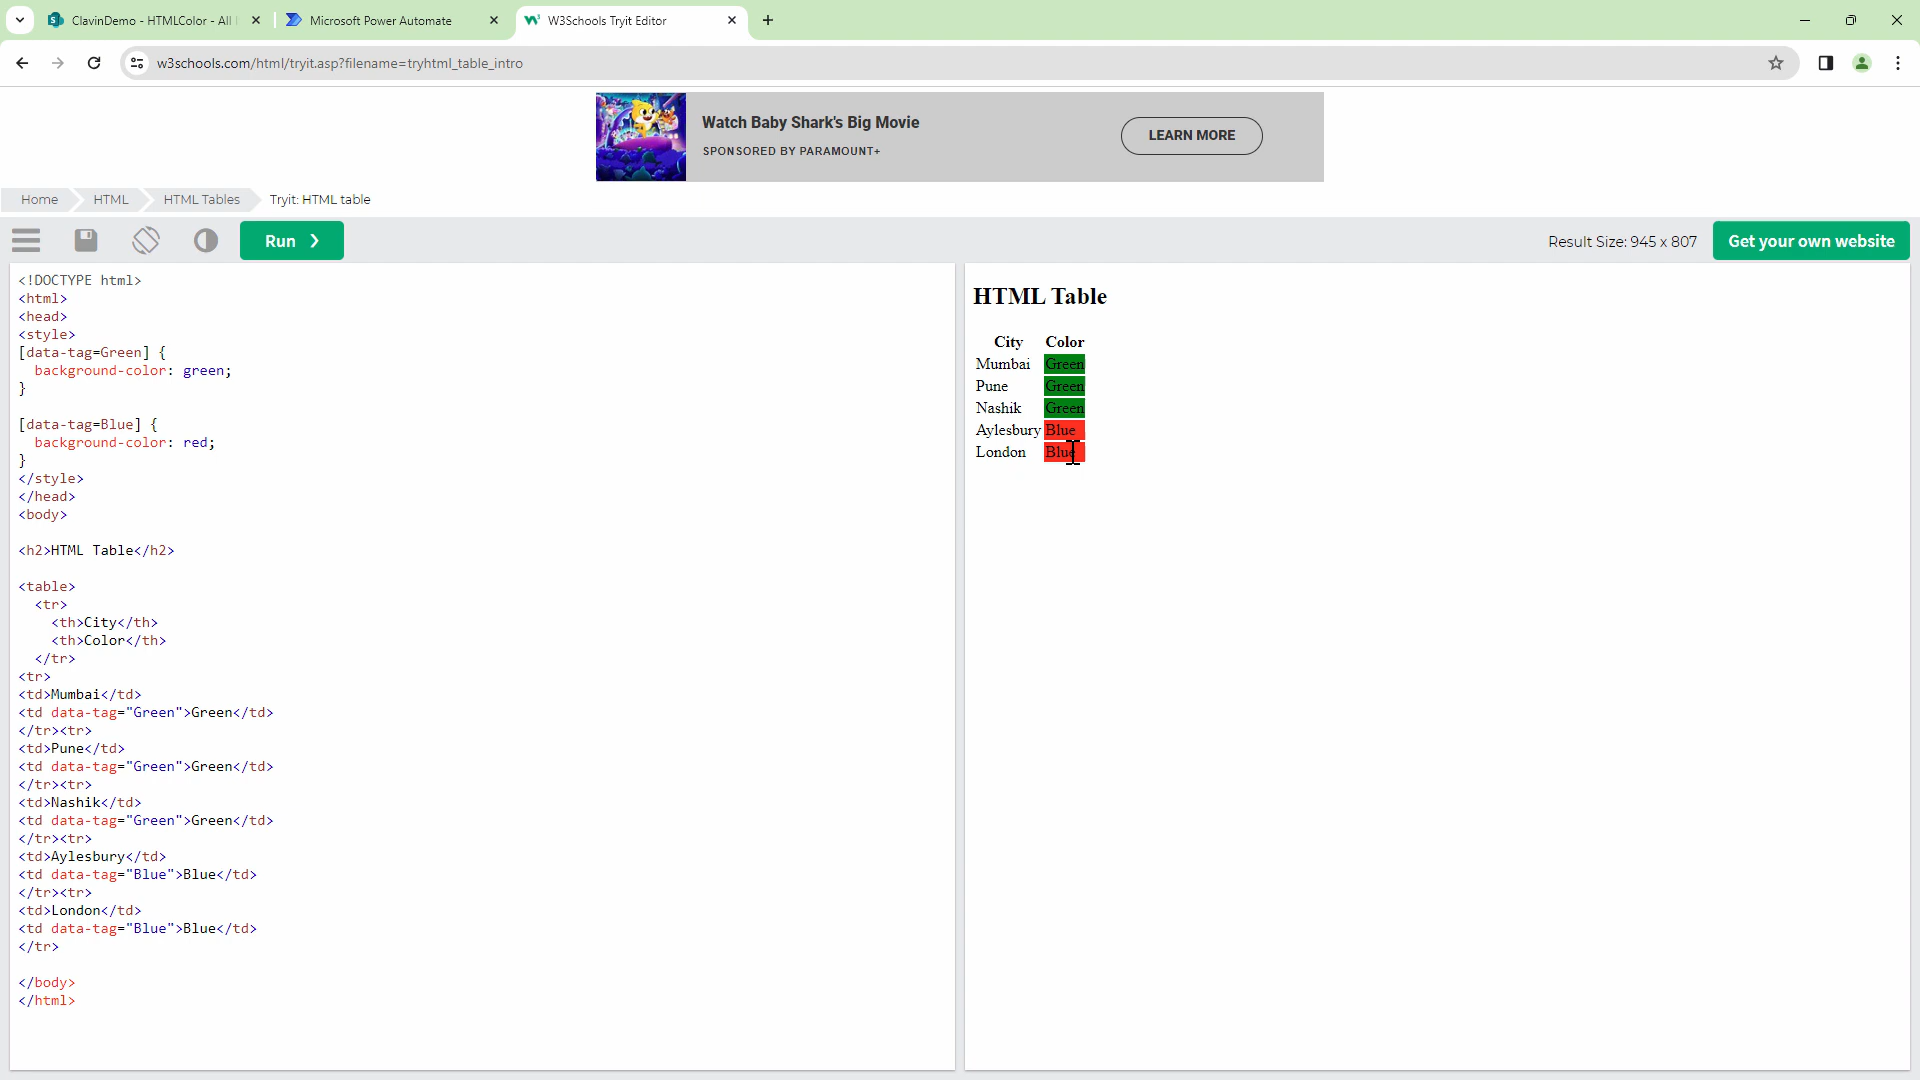 ClavinDemo - HTMLColor - All
Microsoft Power Automate
W3Schools Tryit Editor
w3schools.com/html/tryit.asp?filename=tryhtml_table_intro
Watch Baby Shark's Big Movie
SPONSORED BY PARAMOUNT+
LEARN MORE
Home
HTML
HTML Tables
Tryit: HTML table
Run ❯
Result Size: 945 x 807
Get your own website
<!DOCTYPE html>
<html>
<head>
<style>
[data-tag=Green] {
  background-color: green;
}

[data-tag=Blue] {
  background-color: red;
}
</style>
</head>
<body>

<h2>HTML Table</h2>

<table>
  <tr>
    <th>City</th>
    <th>Color</th>
  </tr>
<tr>
<td>Mumbai</td>
<td data-tag="Green">Green</td>
</tr><tr>
<td>Pune</td>
<td data-tag="Green">Green</td>
</tr><tr>
<td>Nashik</td>
<td data-tag="Green">Green</td>
</tr><tr>
<td>Aylesbury</td>
<td data-tag="Blue">Blue</td>
</tr><tr>
<td>London</td>
<td data-tag="Blue">Blue</td>
</tr>

</body>
</html>
HTML Table
City Color
Mumbai Green
Pune Green
Nashik Green
Aylesbury Blue
London Blue